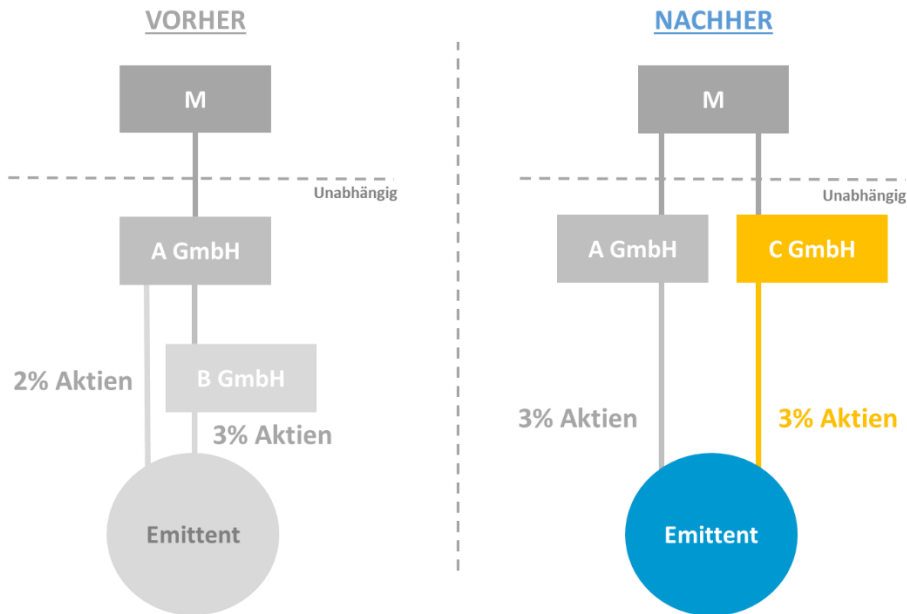 VORHER
M
Unabhängig
A GmbH
2% Aktien
B GmbH
3% Aktien
Emittent
NACHHER
M
Unabhängig
A GmbH
C GmbH
3% Aktien
3% Aktien
Emittent